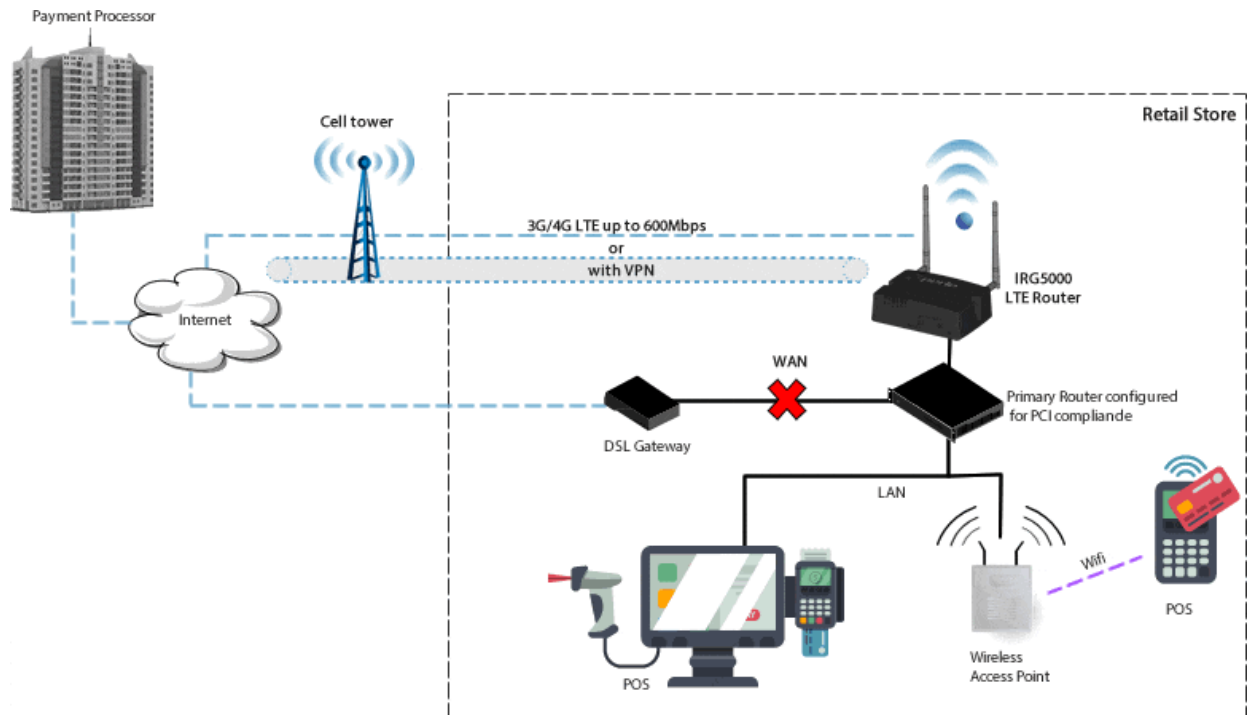 Payment Processor
Retail Store
Cell tower
3G/4G LTE up to 600Mbps
or
with VPN
IRG5000
LTE Router
Internet
WAN
Primary Router configured
for PCI compliande
DSL Gateway
LAN
Wifi
POS
POS
Wireless
Access Point